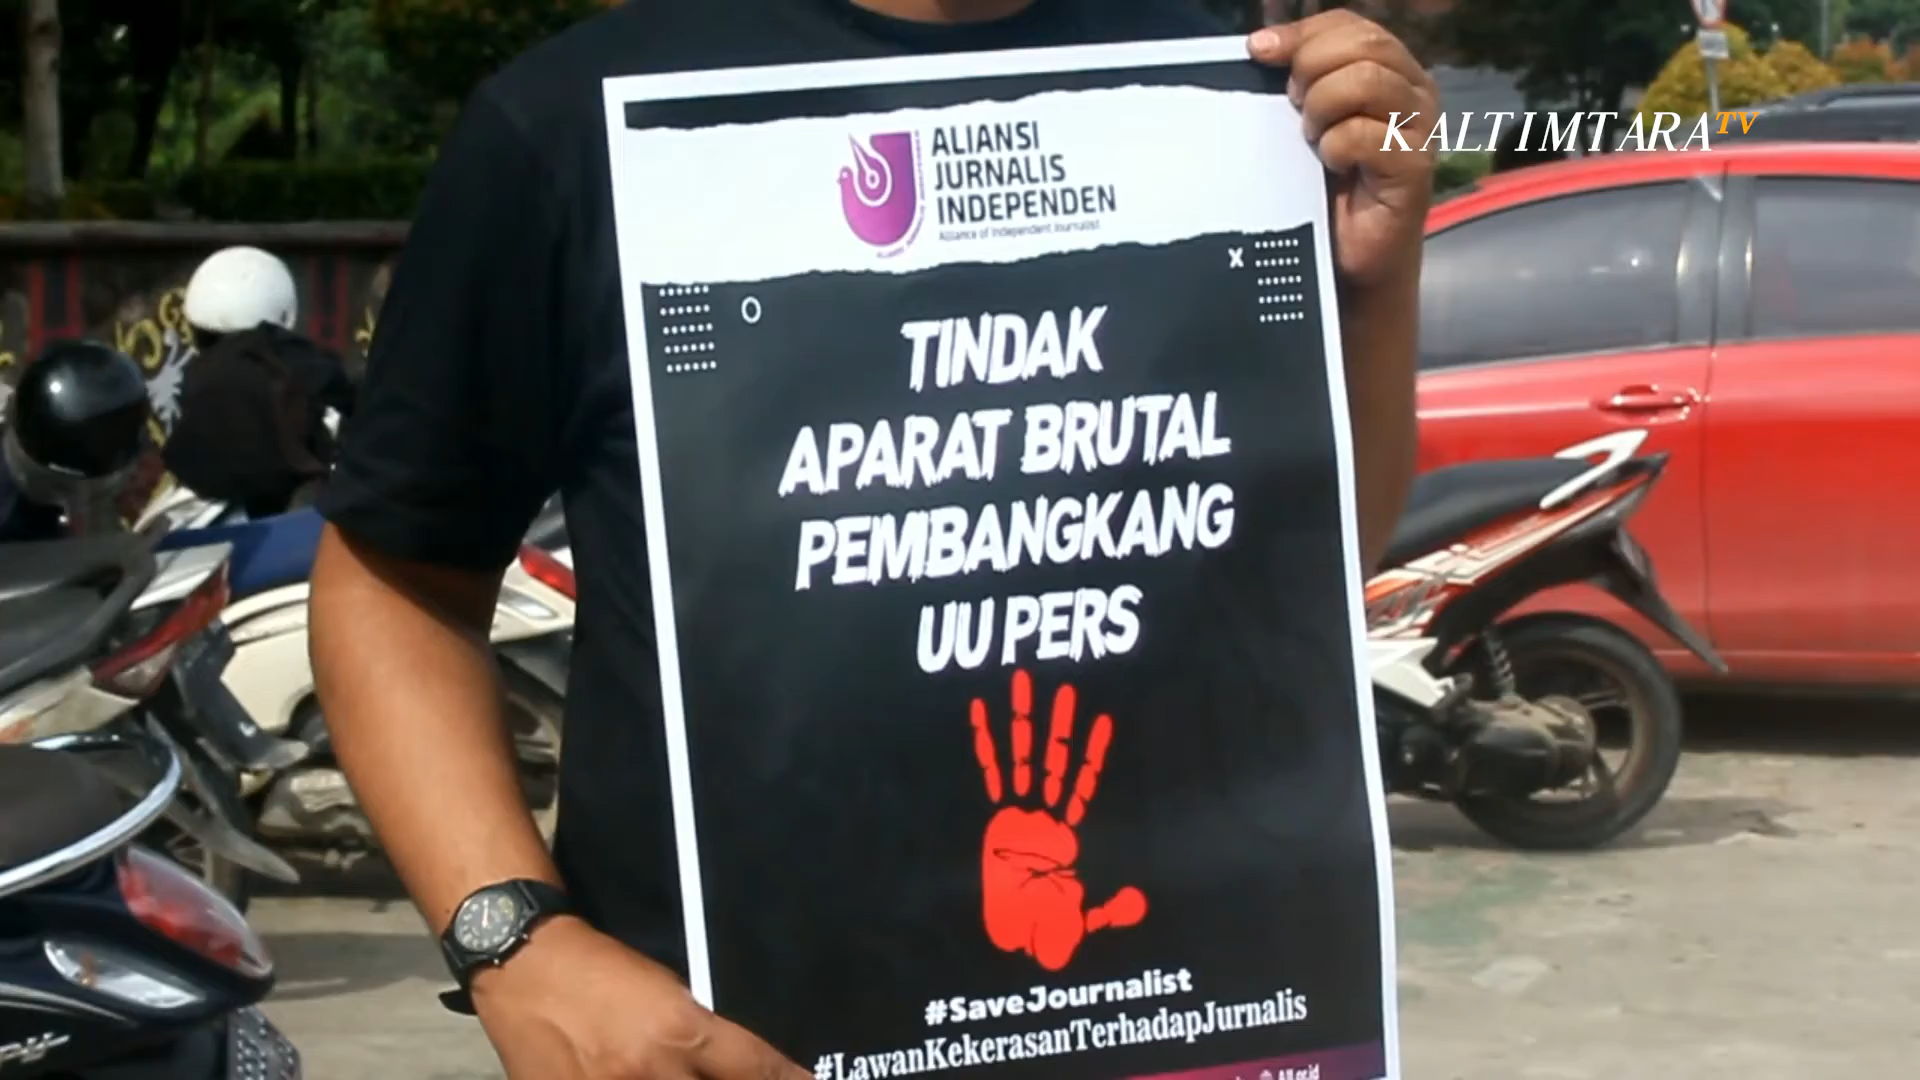 KALTIMTARA TV
ALIANSI
JURNALIS
INDEPENDEN
Alliance of Independent Journalist
X
TINDAK
APARAT BRUTAL
PEMBANGKANG
UU PERS
#SaveJournalist
#LawanKekerasanTerhadapJurnalis